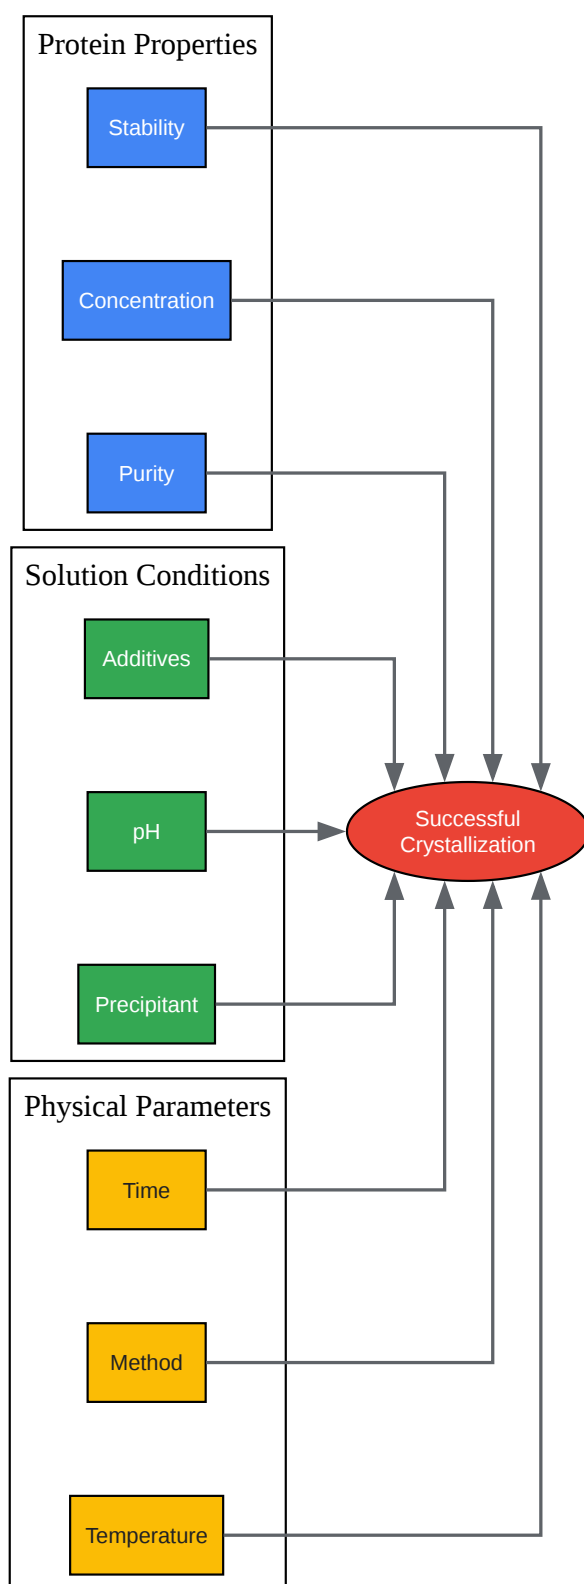 Protein Properties
Stability
Concentration
Purity
Solution Conditions
Additives
pH
Successful
Crystallization
Precipitant
Physical Parameters
Time
Method
Temperature